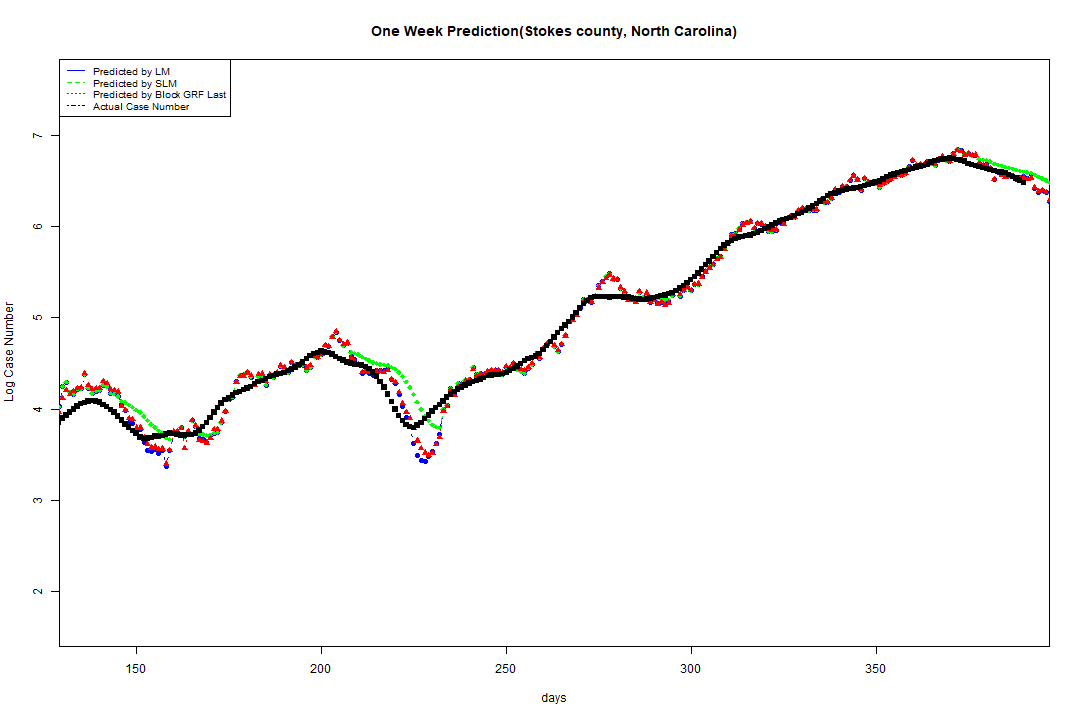 One Week Prediction(Stokes county, North Carolina)
Predicted by LM
Predicted by SLM
Predicted by Block GRF Last
Actual Case Number
7
6
5
4
3
2
Log Case Number
150 200 250 300 350
days